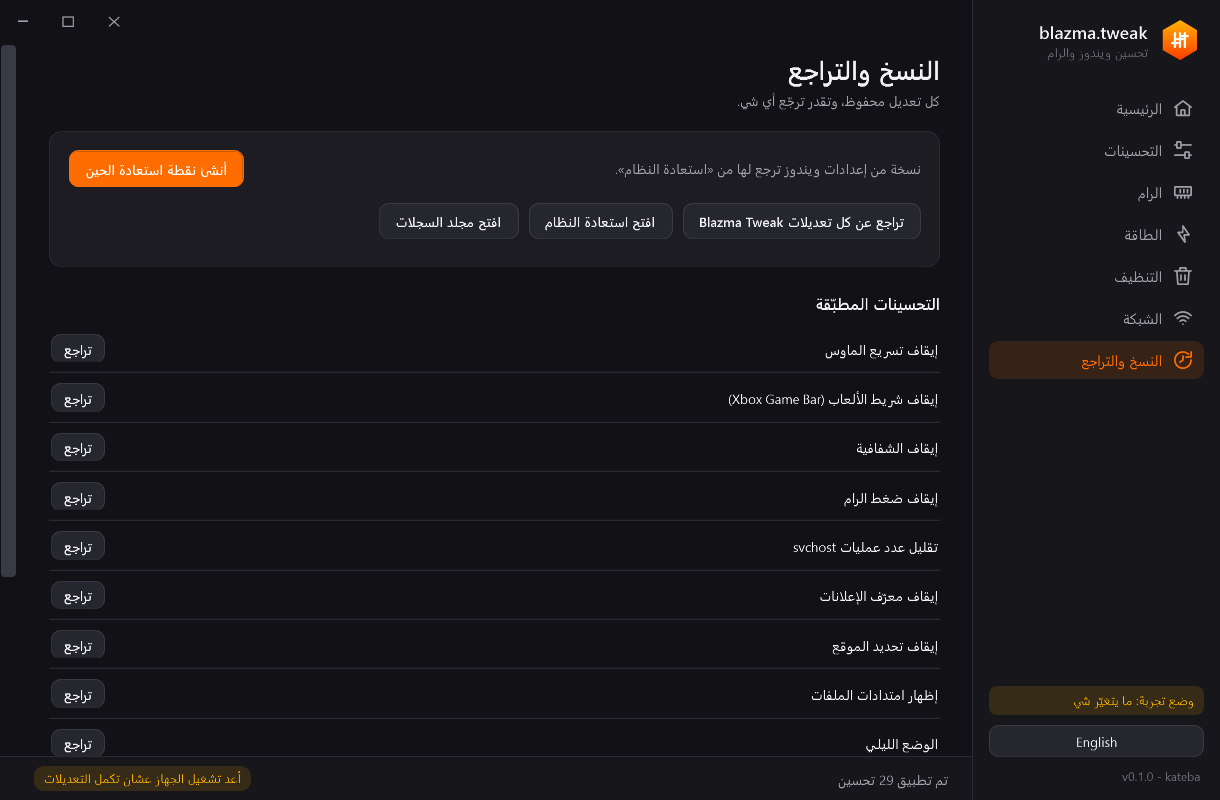 blazma.tweak
تحسين ويندوز والرام
الرئيسية
التحسينات
الرام
الطاقة
التنظيف
الشبكة
النسخ والتراجع
وضع تجربة: ما يتغيّر شي
English
v0.1.0 - kateba
النسخ والتراجع
كل تعديل محفوظ، وتقدر ترجّع أي شي.
نسخة من إعدادات ويندوز ترجع لها من «استعادة النظام».
أنشئ نقطة استعادة الحين
تراجع عن كل تعديلات Blazma Tweak
افتح استعادة النظام
افتح مجلد السجلات
التحسينات المطبّقة
إيقاف تسريع الماوس
تراجع
إيقاف شريط الألعاب (Xbox Game Bar)
تراجع
إيقاف الشفافية
تراجع
إيقاف ضغط الرام
تراجع
تقليل عدد عمليات svchost
تراجع
إيقاف معرّف الإعلانات
تراجع
إيقاف تحديد الموقع
تراجع
إظهار امتدادات الملفات
تراجع
الوضع الليلي
تراجع
تم تطبيق 29 تحسين
أعد تشغيل الجهاز عشان تكمل التعديلات